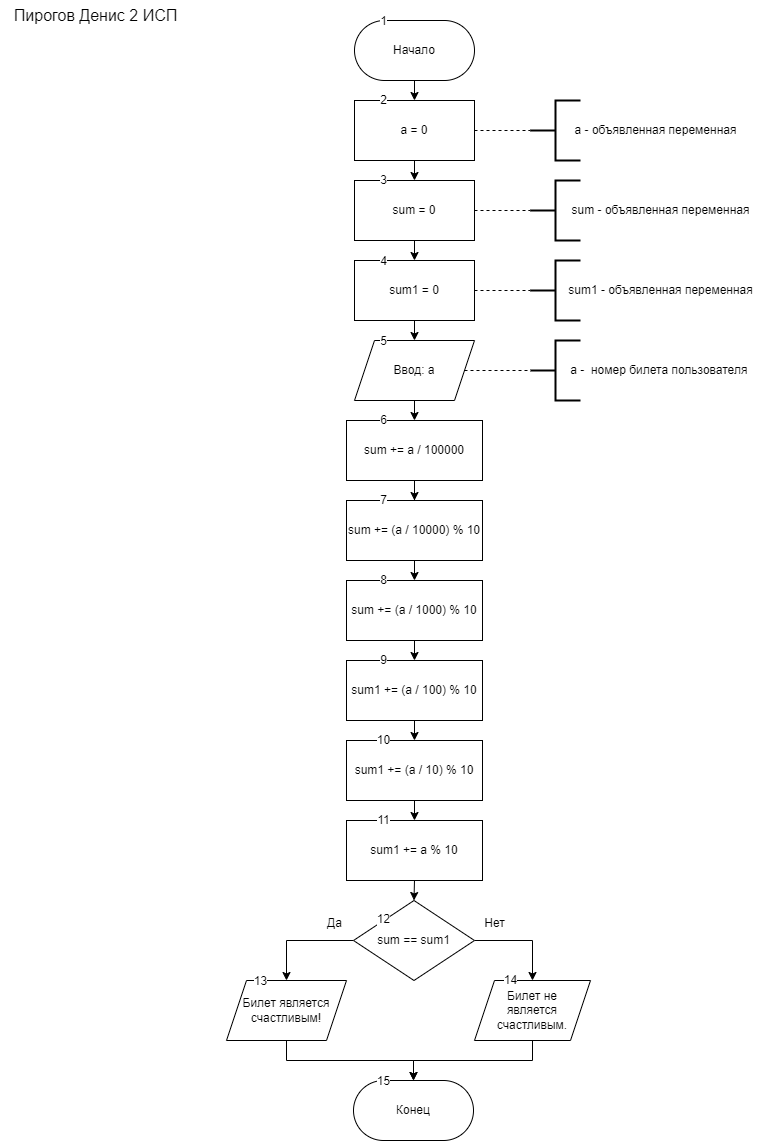 Пирогов Денис 2 ИСП
1
Начало
2
a = 0
a - объявленная переменная
3
sum = 0
sum - объявленная переменная
4
sum1 = 0
sum1 - объявленная переменная
5
Ввод: a
a - номер билета пользователя
6
sum += a / 100000
7
sum += (a / 10000) % 10
8
sum += (a / 1000) % 10
9
sum1 += (a / 100) % 10
10
sum1 += (a / 10) % 10
11
sum1 += a % 10
12
Да
Нет
sum == sum1
13
Билет является
счастливым!
14
Билет не
является
счастливым.
15
Конец